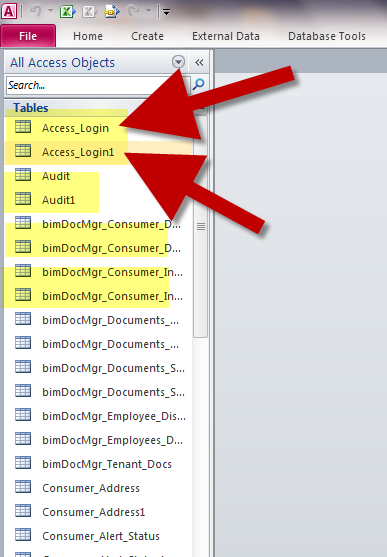 File Home Create External Data Database Tools
All Access Objects
Search...
Tables
Access_Login
Access_Login1
Audit
Audit1
bimDocMgr_Consumer_D...
bimDocMgr_Consumer_D...
bimDocMgr_Consumer_In...
bimDocMgr_Consumer_In...
bimDocMgr_Documents_...
bimDocMgr_Documents_...
bimDocMgr_Documents_S...
bimDocMgr_Documents_S...
bimDocMgr_Employee_Dis...
bimDocMgr_Employees_D...
bimDocMgr_Tenant_Docs
Consumer_Address
Consumer_Address1
Consumer_Alert_Status